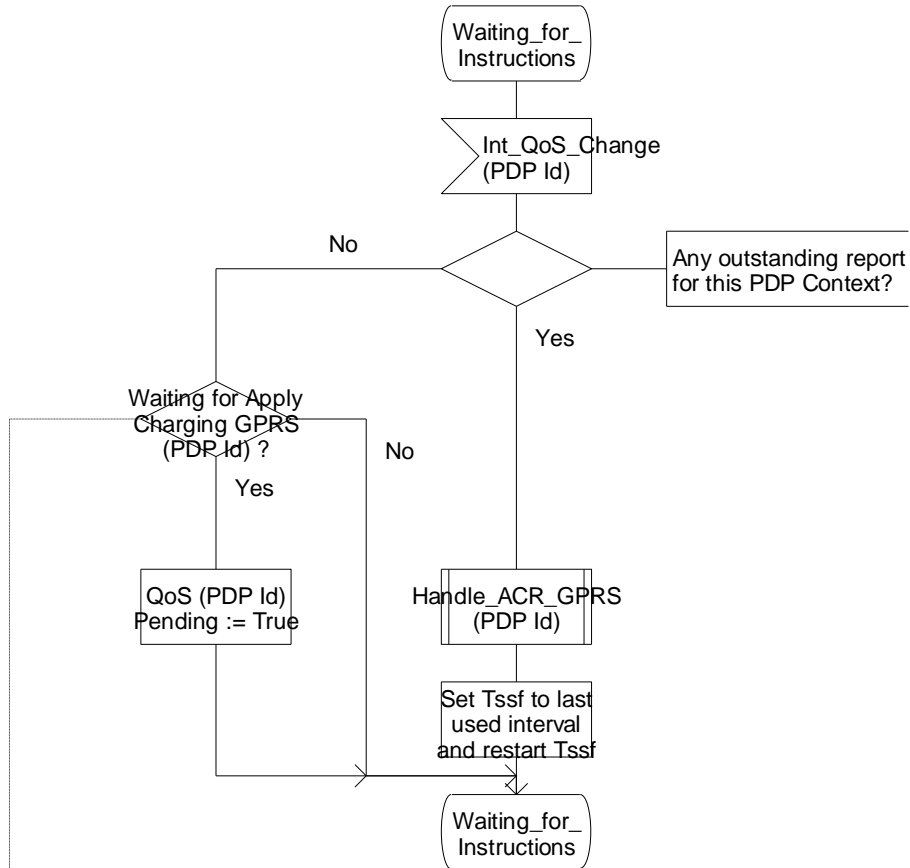 Waiting_for_
Instructions
Int_QoS_Change
(PDP Id)
No
Any outstanding report
for this PDP Context?
Yes
Waiting for Apply
Charging GPRS
(PDP Id) ?
No
Yes
QoS (PDP Id)
Pending := True
Handle_ACR_GPRS
(PDP Id)
Set Tssf to last
used interval
and restart Tssf
Waiting_for_
Instructions